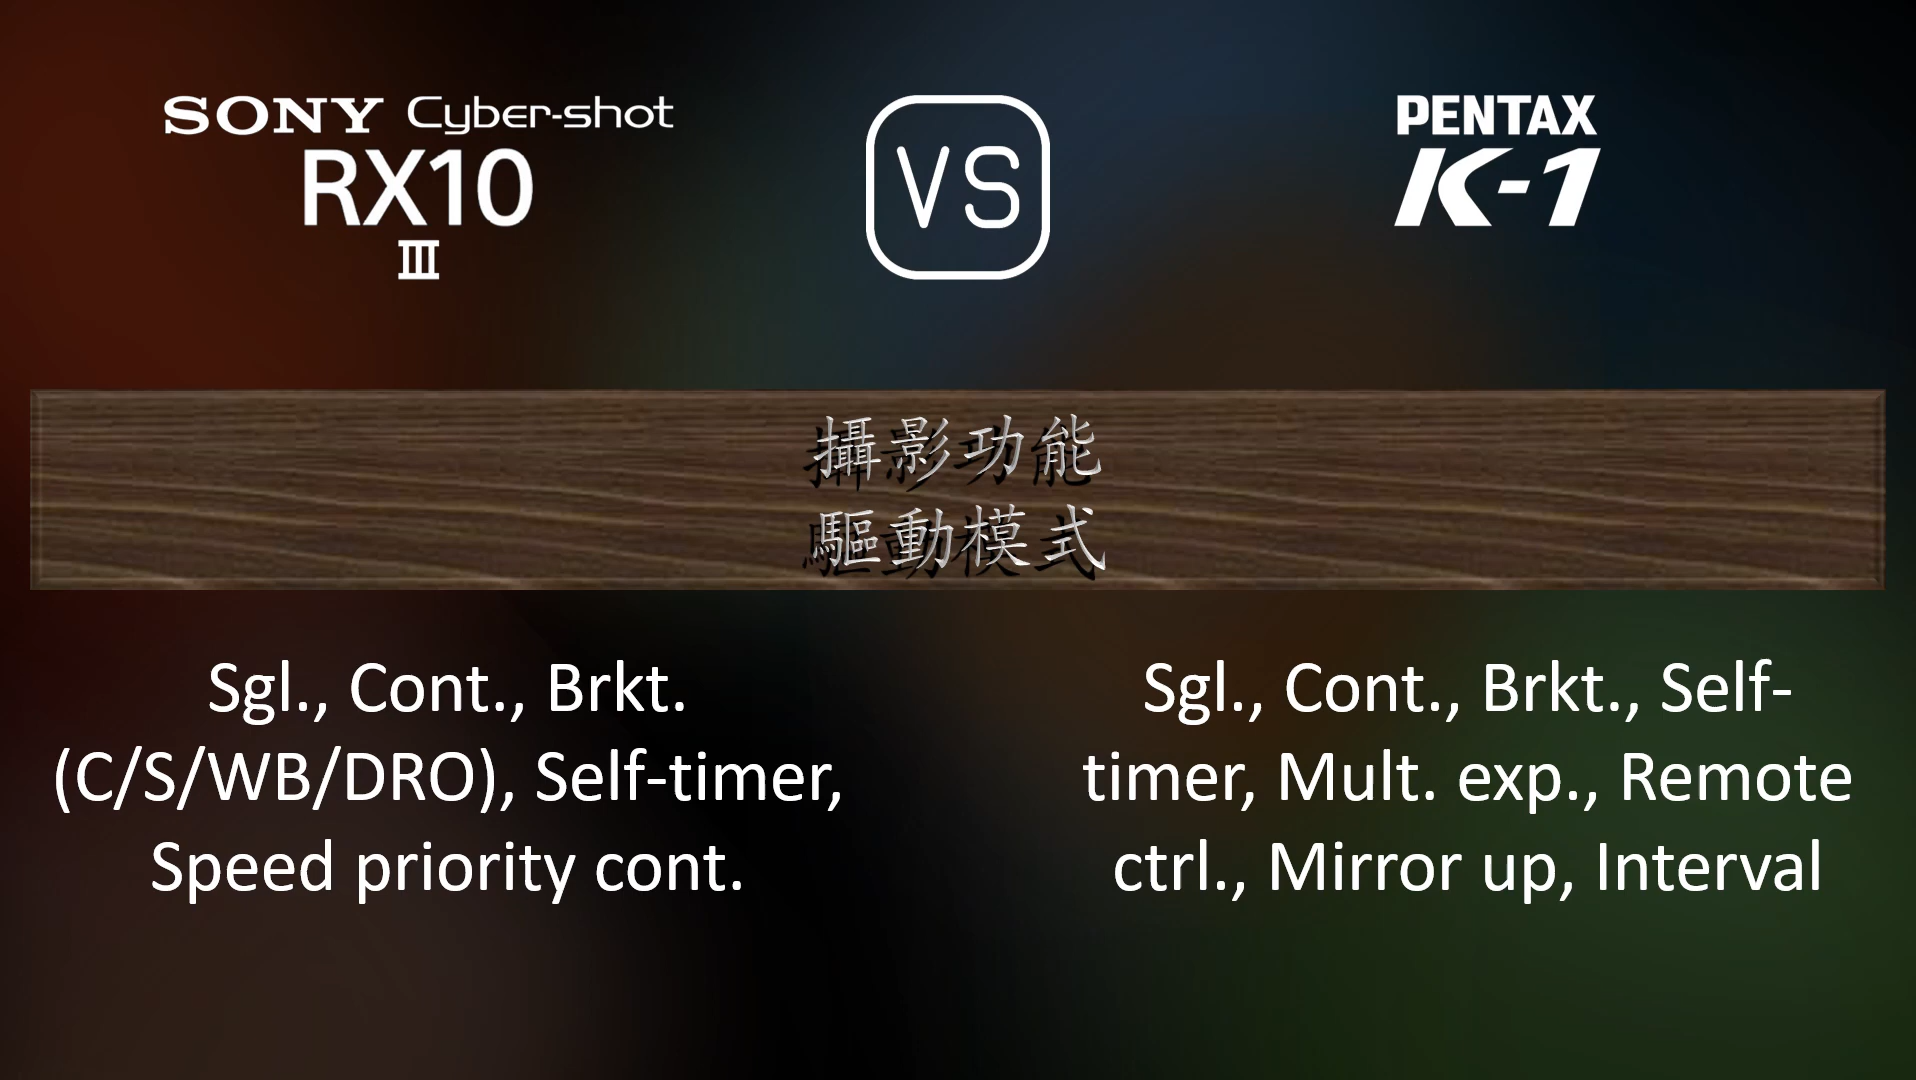 SONY Cyber-shot
RX10
III
VS
PENTAX
K-1
攝影功能
驅動模式
Sgl., Cont., Brkt.
(C/S/WB/DRO), Self-timer,
Speed priority cont.
Sgl., Cont., Brkt., Self-
timer, Mult. exp., Remote
ctrl., Mirror up, Interval